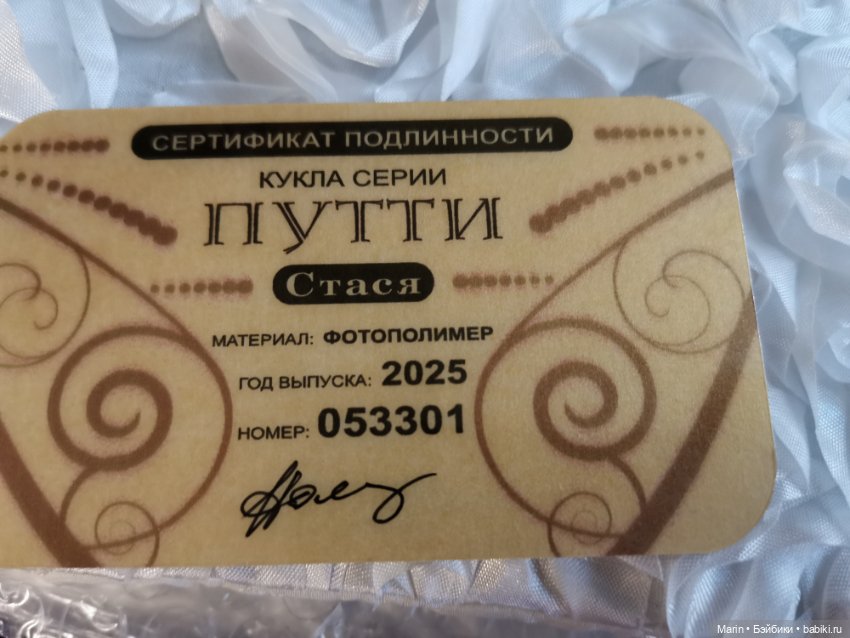 СЕРТИФИКАТ ПОДЛИННОСТИ
КУКЛА СЕРИИ
ПУТТИ
Стася
МАТЕРИАЛ: ФОТОПОЛИМЕР
ГОД ВЫПУСКА: 2025
НОМЕР: 053301
Marin • Бэйбики • babiki.ru